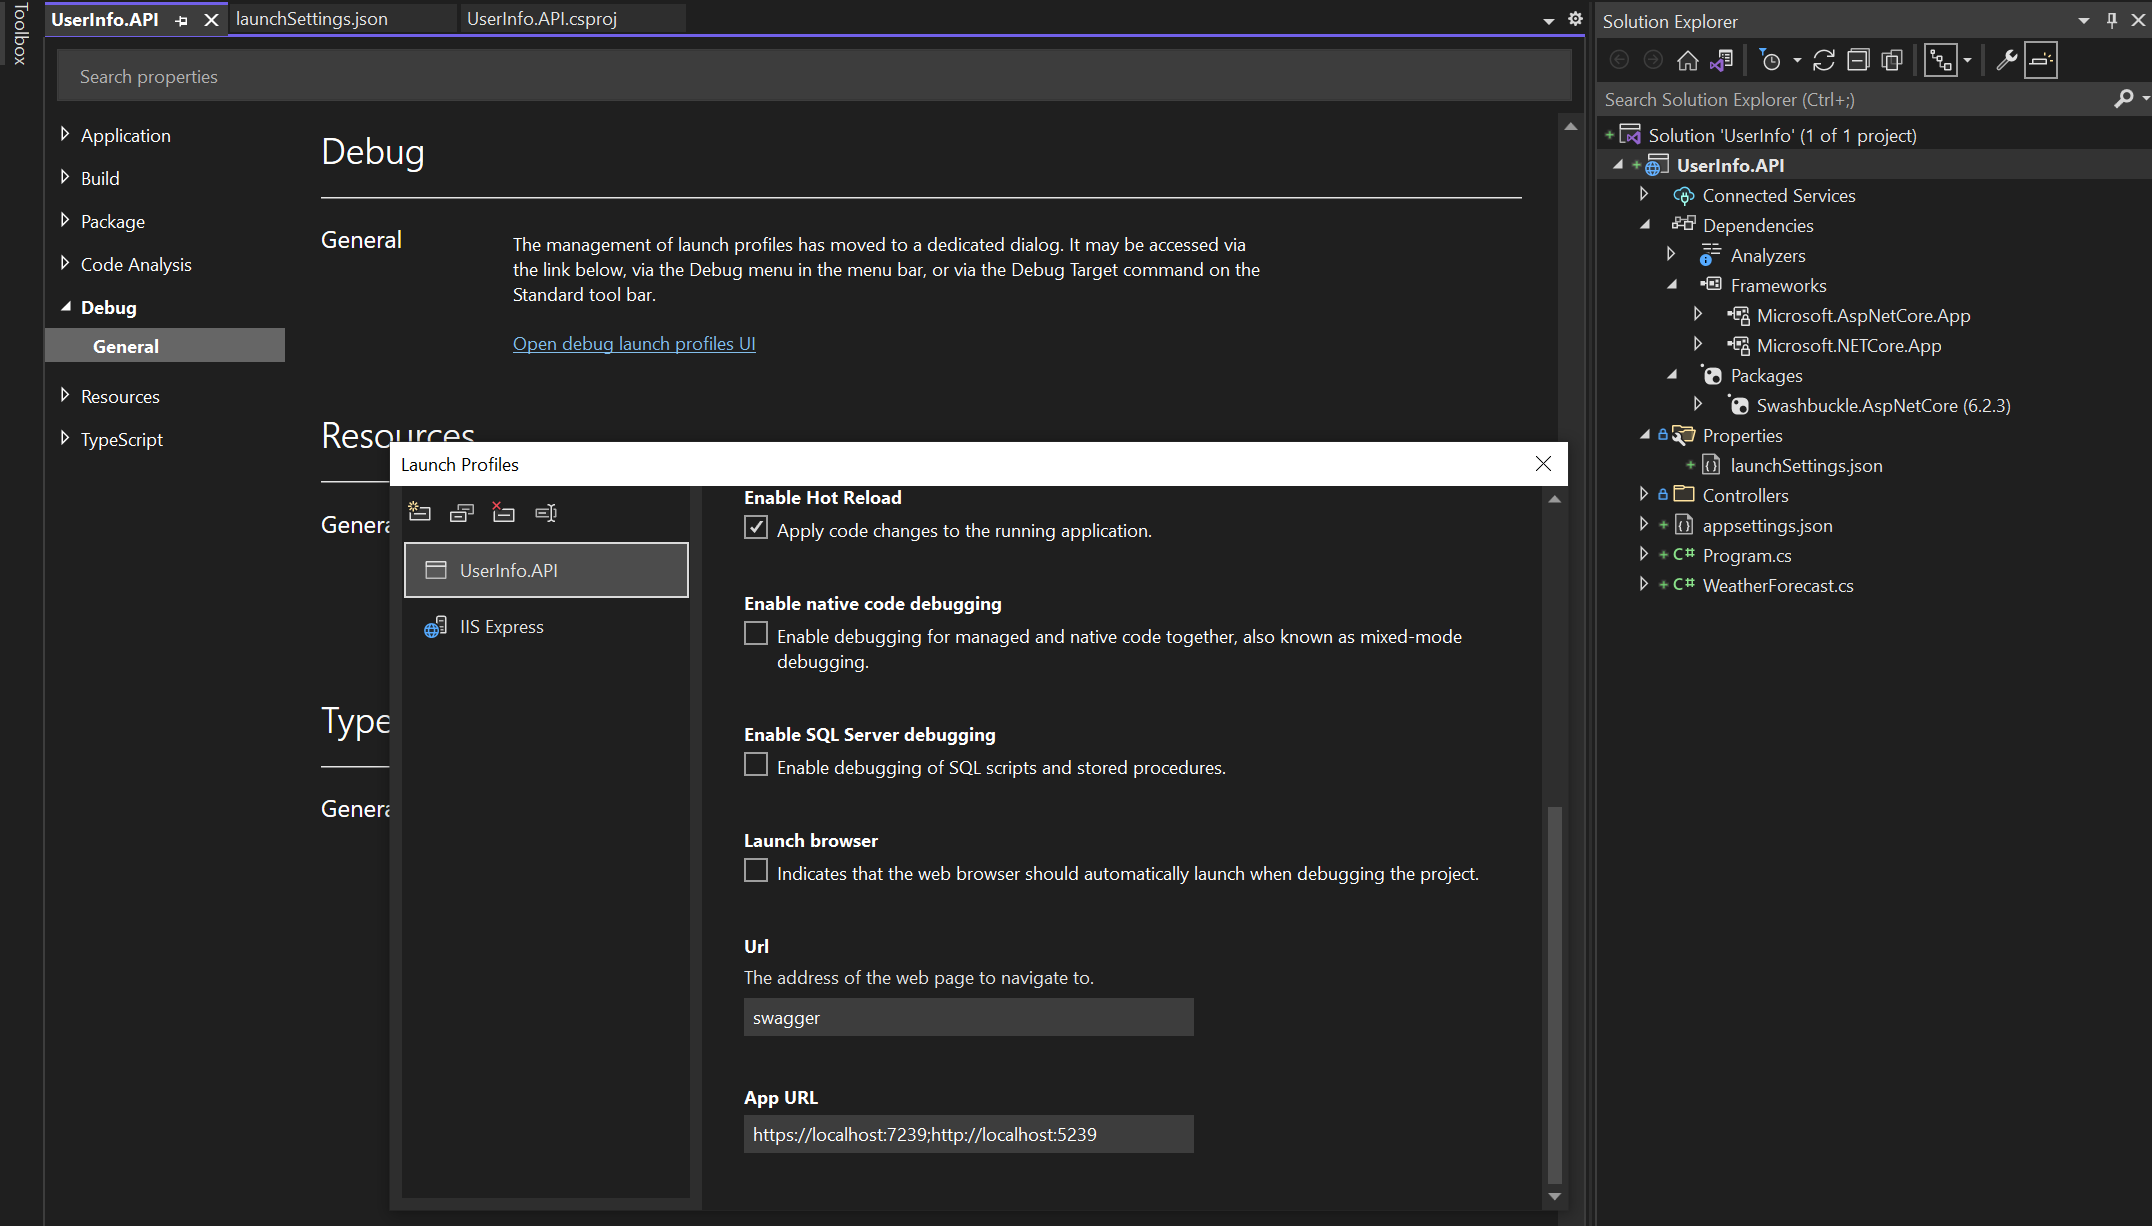 Toolbox
UserInfo.API
launchSettings.json
UserInfo.API.csproj
Search properties
Application
Build
Package
Code Analysis
Debug
General
Resources
TypeScript
Debug
General
The management of launch profiles has moved to a dedicated dialog. It may be accessed via
the link below, via the Debug menu in the menu bar, or via the Debug Target command on the
Standard tool bar.
Open debug launch profiles UI
Resources
Genera
Type
Genera
Launch Profiles
UserInfo.API
IIS Express
Enable Hot Reload
Apply code changes to the running application.
Enable native code debugging
Enable debugging for managed and native code together, also known as mixed-mode
debugging.
Enable SQL Server debugging
Enable debugging of SQL scripts and stored procedures.
Launch browser
Indicates that the web browser should automatically launch when debugging the project.
Url
The address of the web page to navigate to.
swagger
App URL
https://localhost:7239;http://localhost:5239
Solution Explorer
Search Solution Explorer (Ctrl+;)
Solution 'UserInfo' (1 of 1 project)
UserInfo.API
Connected Services
Dependencies
Analyzers
Frameworks
Microsoft.AspNetCore.App
Microsoft.NETCore.App
Packages
Swashbuckle.AspNetCore (6.2.3)
Properties
launchSettings.json
Controllers
appsettings.json
C# Program.cs
C# WeatherForecast.cs